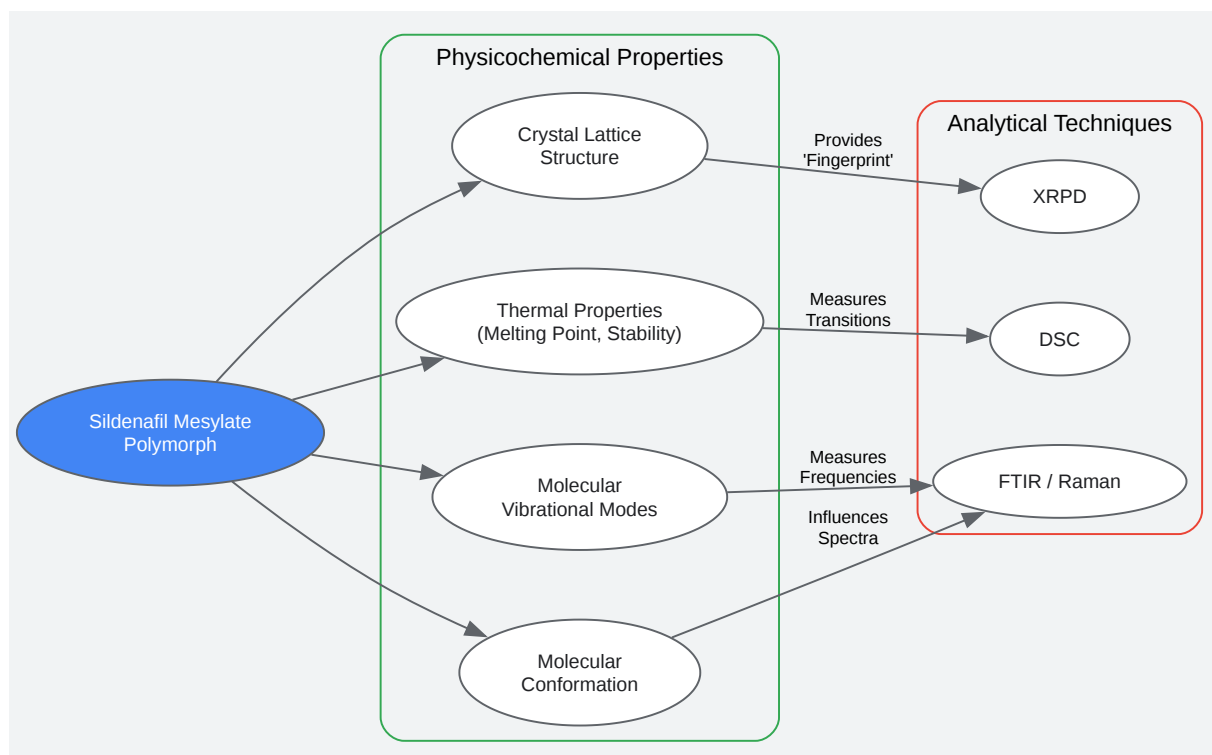 Physicochemical Properties
Crystal Lattice
Structure
Thermal Properties
(Melting Point, Stability)
Molecular
Vibrational Modes
Molecular
Conformation
Sildenafil Mesylate
Polymorph
Provides
'Fingerprint'
Measures
Transitions
Measures
Frequencies
Influences
Spectra
Analytical Techniques
XRPD
DSC
FTIR / Raman